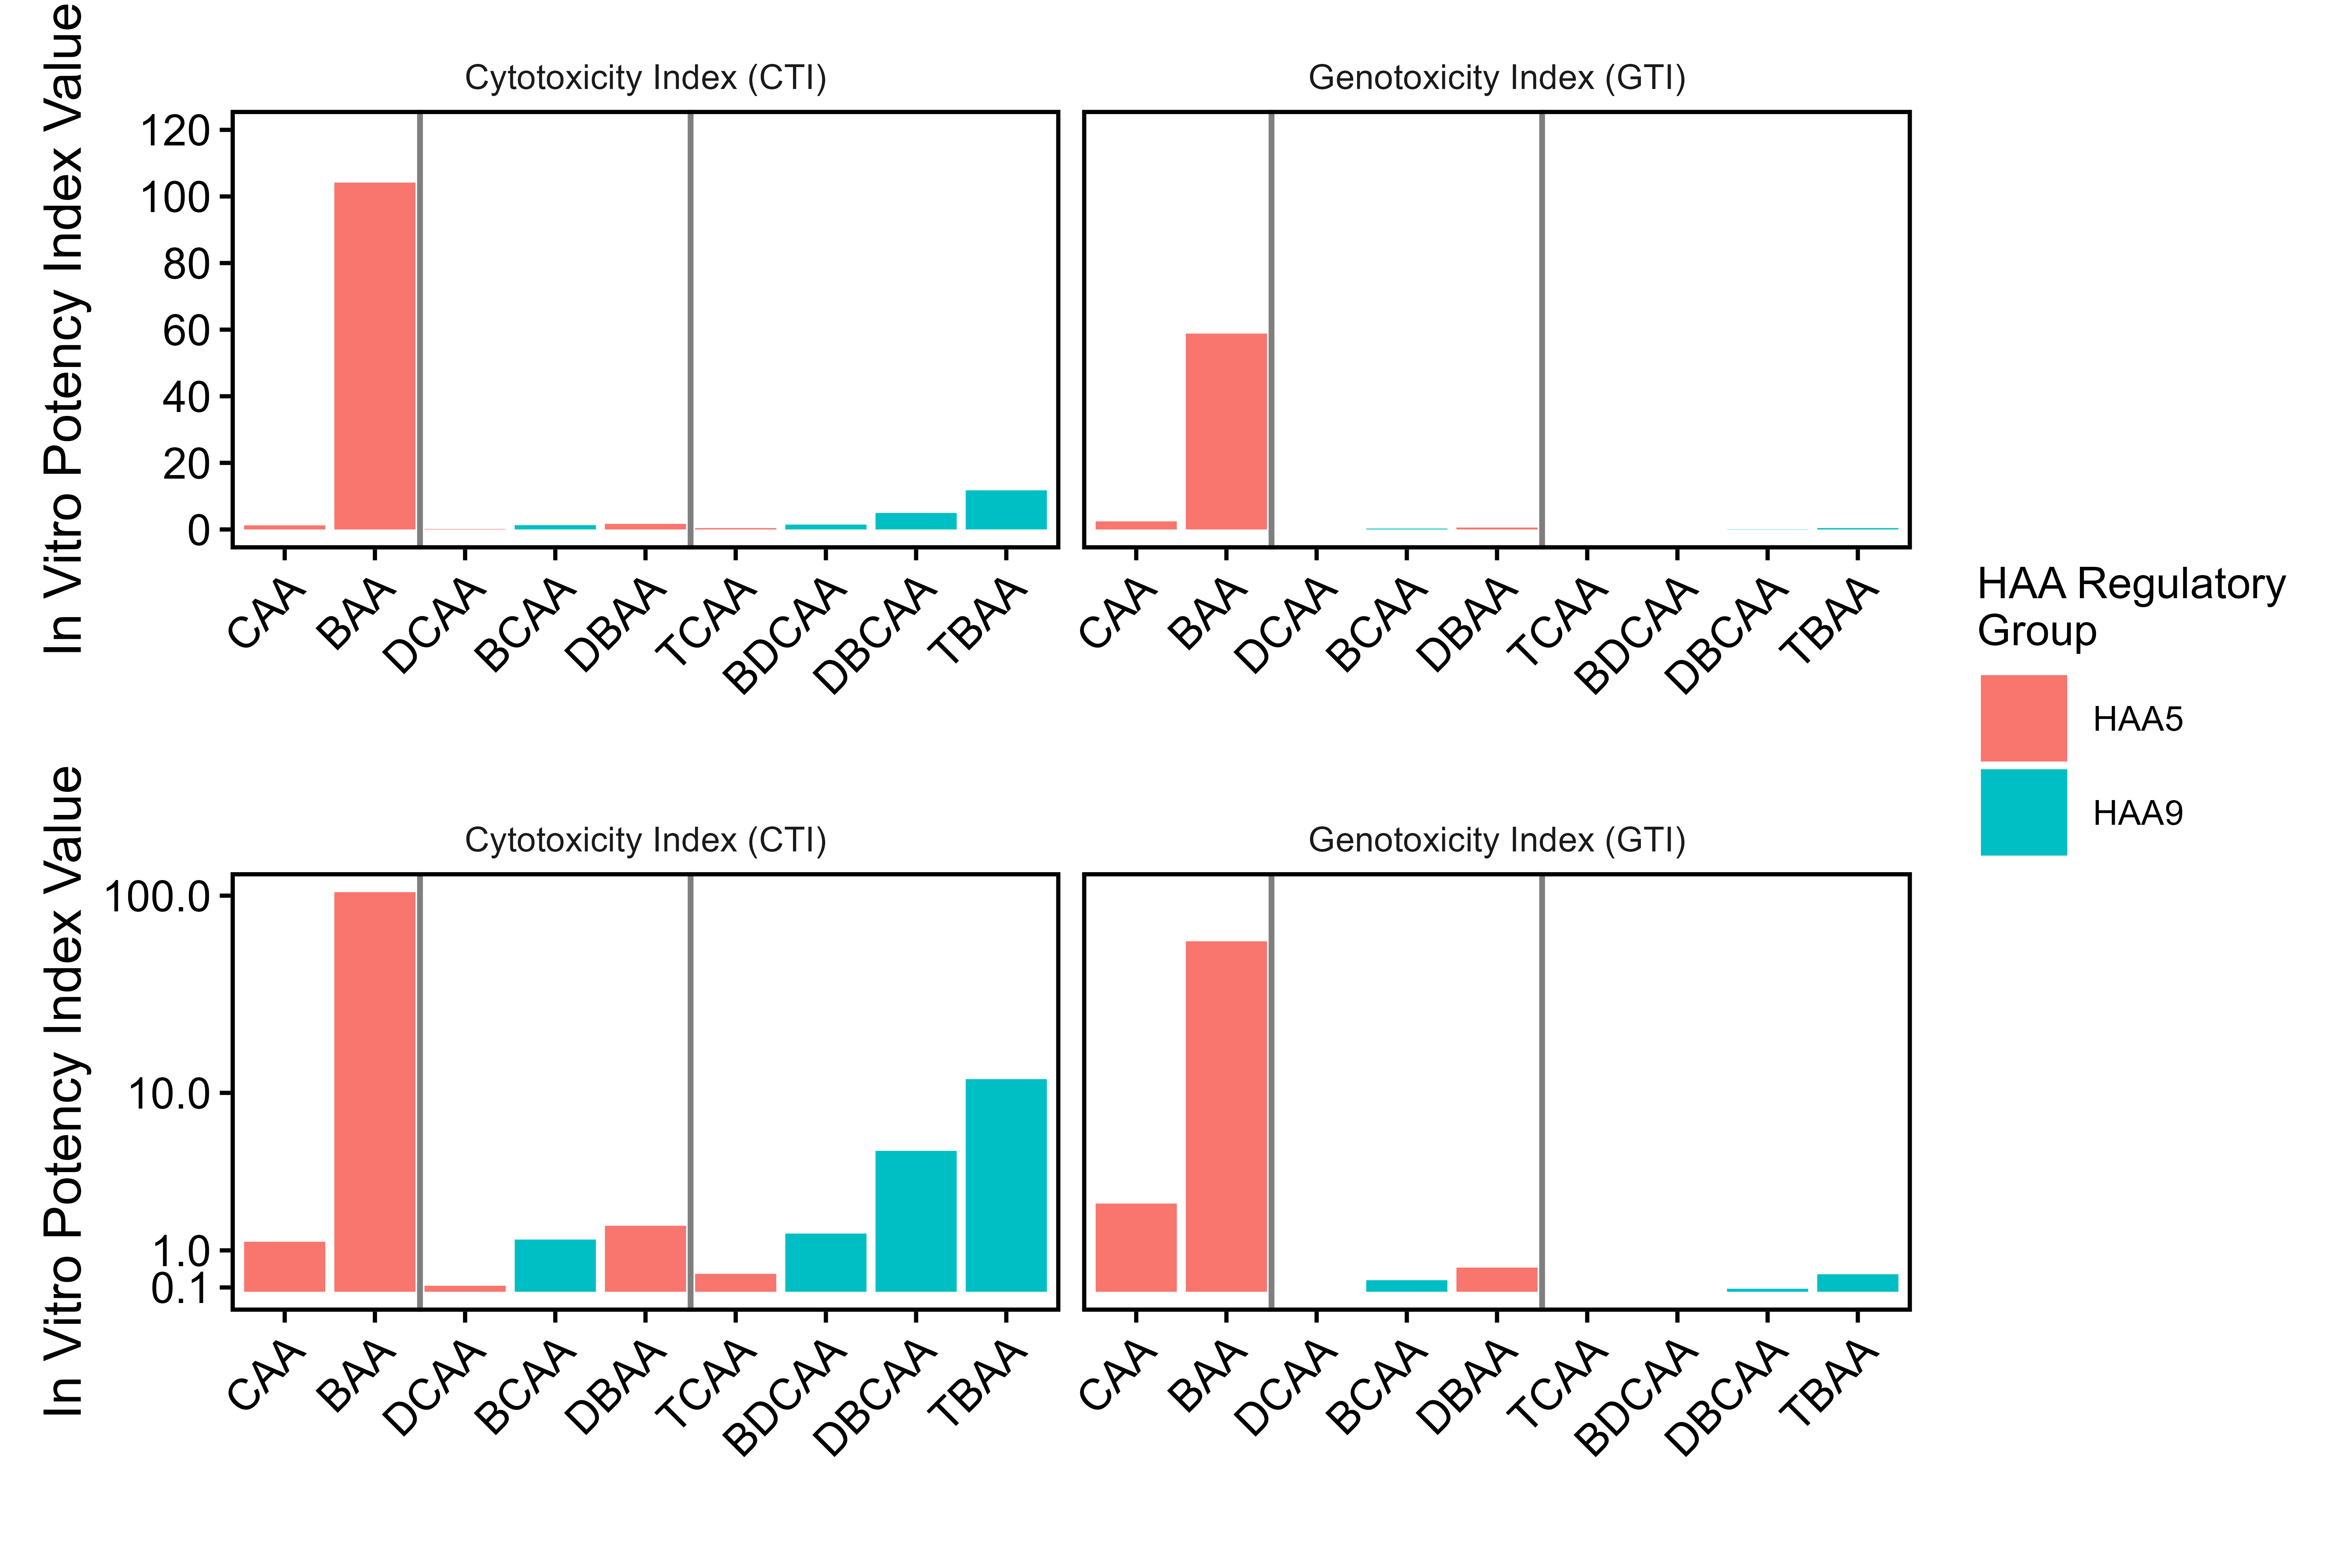 Cytotoxicity Index (CTI)
Genotoxicity Index (GTI)
In Vitro Potency Index Value
120
100
80
60
40
20
0
CAA
BAA
DCAA
BCAA
DBAA
TCAA
BDCAA
DBCAA
TBAA
CAA
BAA
DCAA
BCAA
DBAA
TCAA
BDCAA
DBCAA
TBAA
HAA Regulatory
Group
HAA5
HAA9
Cytotoxicity Index (CTI)
Genotoxicity Index (GTI)
In Vitro Potency Index Value
100.0
10.0
1.0
0.1
CAA
BAA
DCAA
BCAA
DBAA
TCAA
BDCAA
DBCAA
TBAA
CAA
BAA
DCAA
BCAA
DBAA
TCAA
BDCAA
DBCAA
TBAA